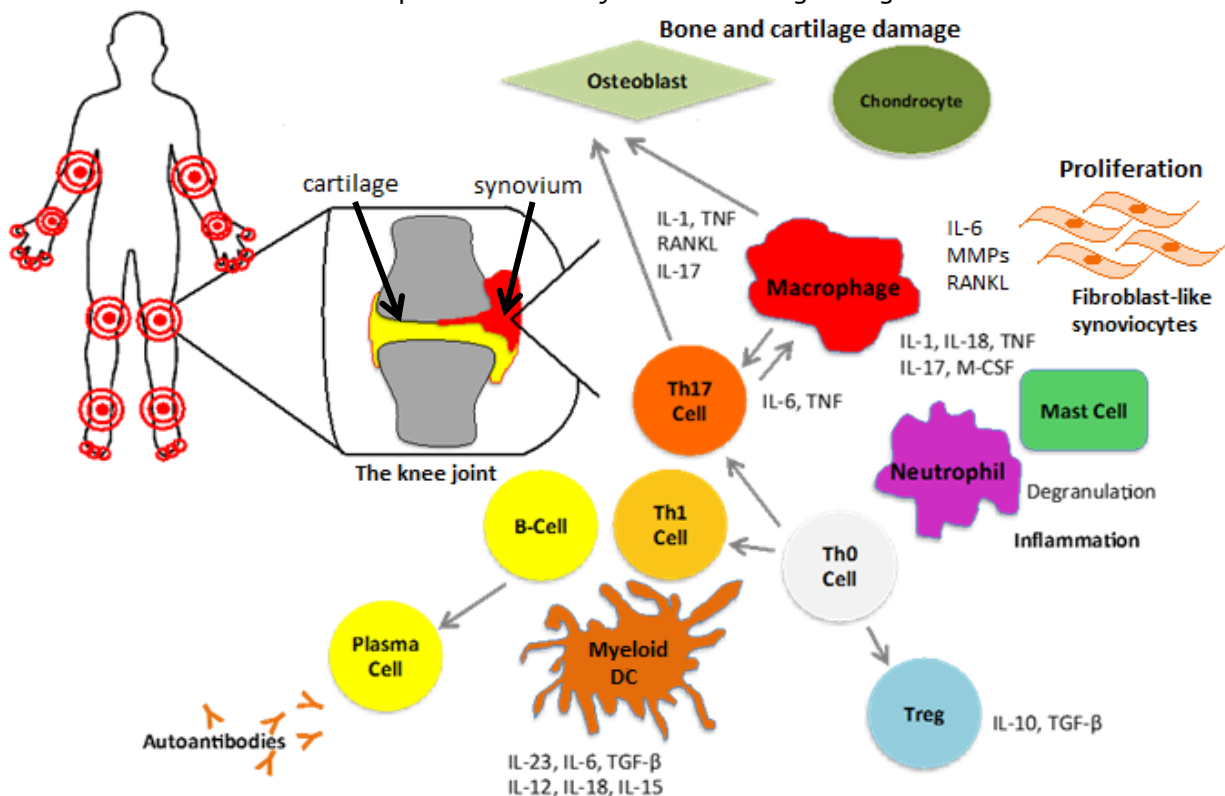 Bone and cartilage damage
Osteoblast
Chondrocyte
Proliferation
cartilage
synovium
IL-1, TNF
RANKL
IL-17
Macrophage
IL-6
MMPs
RANKL
Fibroblast-like
synoviocytes
IL-1, IL-18, TNF
IL-17, M-CSF
Th17
Cell
IL-6, TNF
Mast Cell
The knee joint
Neutrophil
Degranulation
Inflammation
B-Cell
Th1
Cell
Th0
Cell
Plasma
Cell
Myeloid
DC
Treg
IL-10, TGF-β
Autoantibodies
IL-23, IL-6, TGF-β
IL-12, IL-18, IL-15